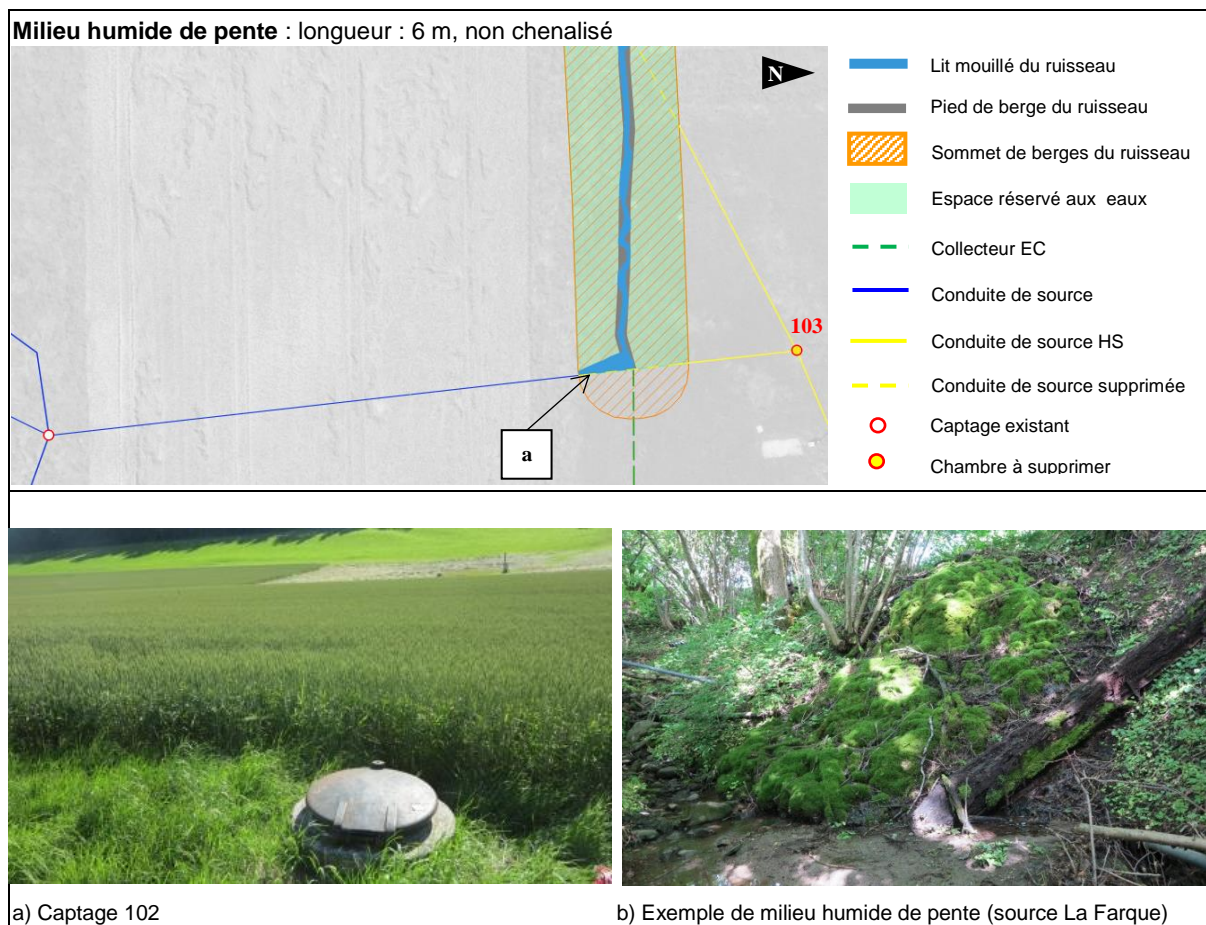 Milieu humide de pente : longueur : 6 m, non chenalisé
N
Lit mouillé du ruisseau
Pied de berge du ruisseau
Sommet de berges du ruisseau
Espace réservé aux eaux
Collecteur EC
Conduite de source
103
Conduite de source HS
Conduite de source supprimée
a
Captage existant
Chambre à supprimer
a) Captage 102
b) Exemple de milieu humide de pente (source La Farque)